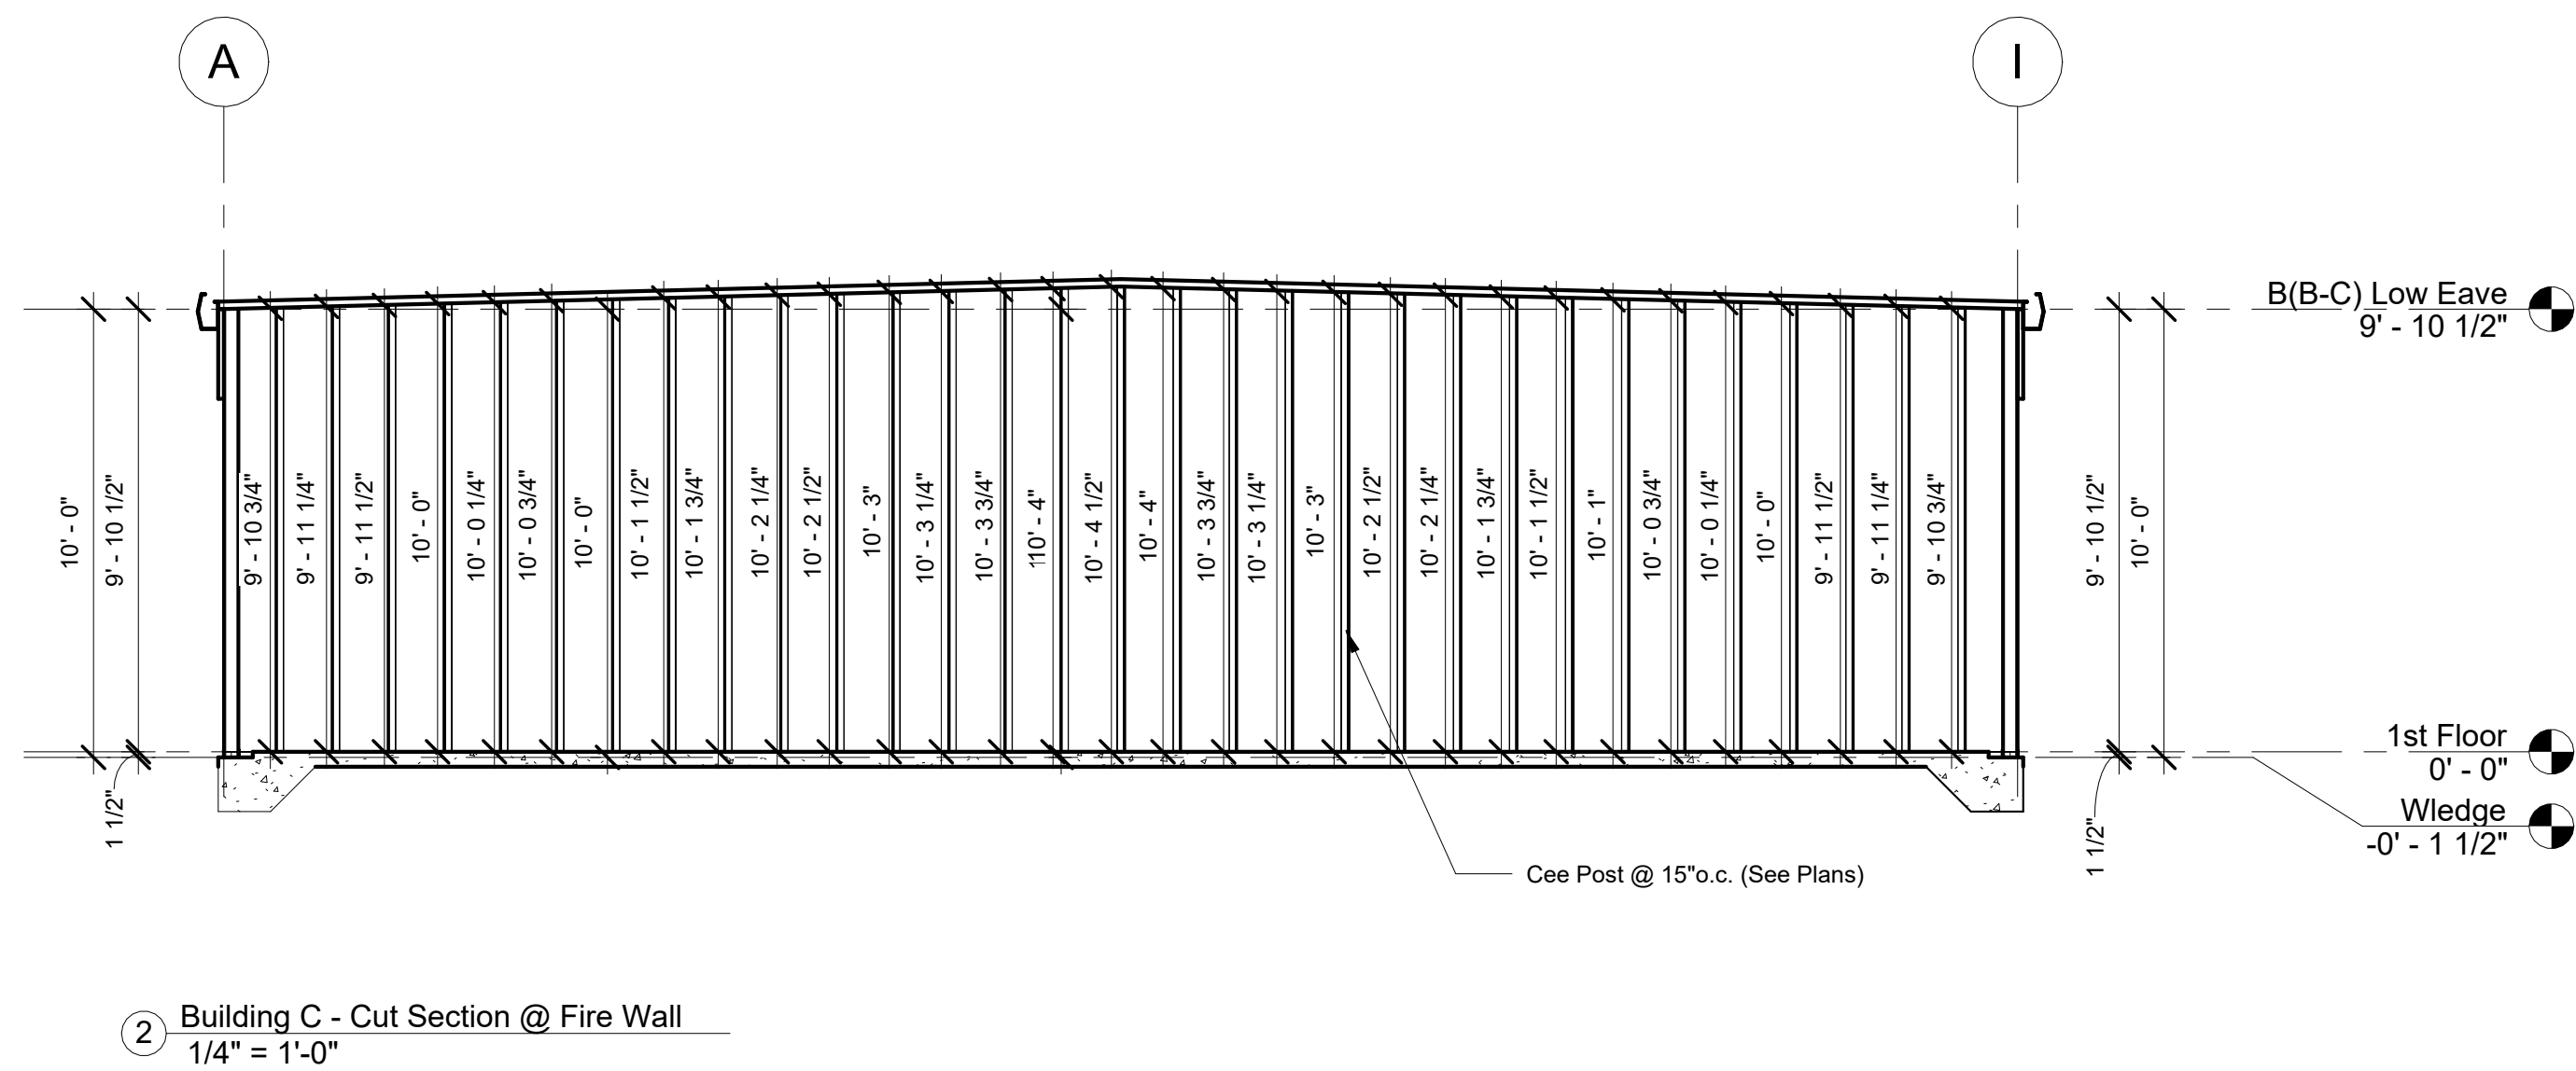 A
I
B(B-C) Low Eave
9' - 10 1/2"
10' - 0"
9' - 10 1/2"
9' - 10 3/4"
9' - 11 1/4"
9' - 11 1/2"
10' - 0"
10' - 0 1/4"
10' - 0 3/4"
10' - 0"
10' - 1 1/2"
10' - 1 3/4"
10' - 2 1/4"
10' - 2 1/2"
10' - 3"
10' - 3 1/4"
10' - 3 3/4"
10' - 4"
10' - 4 1/2"
10' - 4"
10' - 3 3/4"
10' - 3 1/4"
10' - 3"
10' - 2 1/2"
10' - 2 1/4"
10' - 1 3/4"
10' - 1 1/2"
10' - 1"
10' - 0 3/4"
10' - 0 1/4"
10' - 0"
9' - 11 1/2"
9' - 11 1/4"
9' - 10 3/4"
9' - 10 1/2"
10' - 0"
1st Floor
0' - 0"
Wledge
-0' - 1 1/2"
1 1/2"
1 1/2"
Cee Post @ 15"o.c. (See Plans)
2
Building C - Cut Section @ Fire Wall
1/4" = 1'-0"